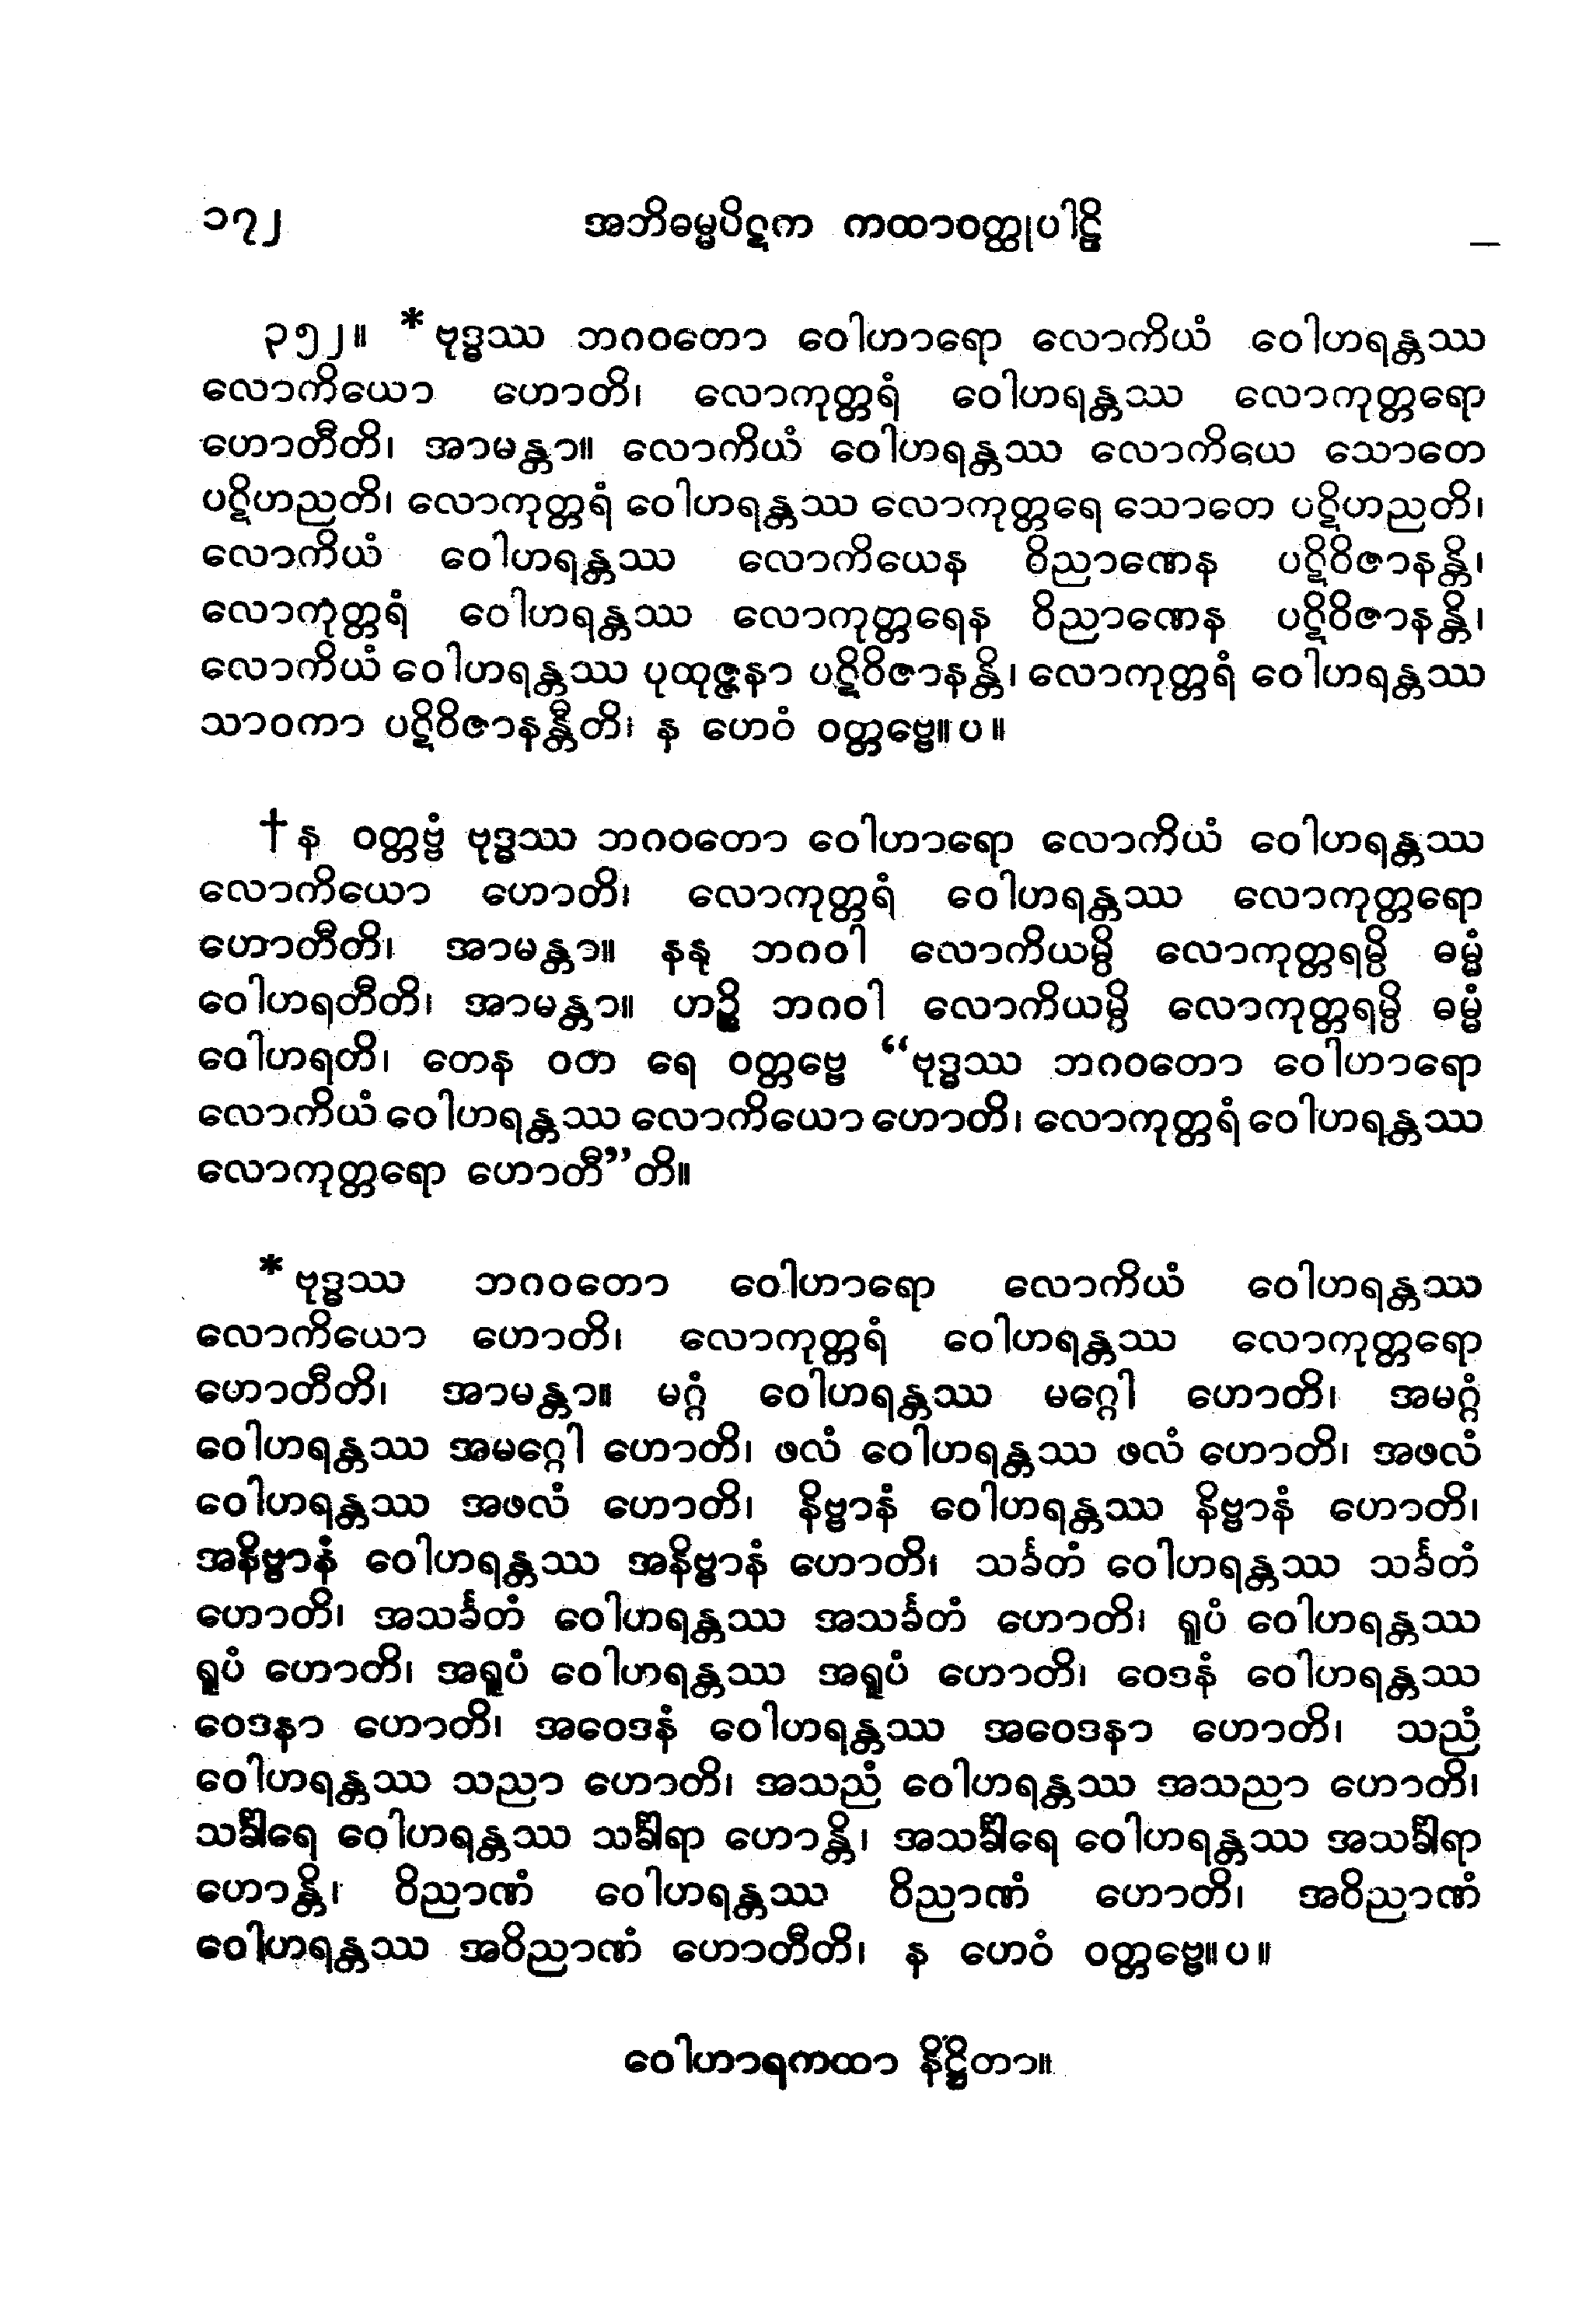 ၁၇၂ အဘိဓမ္မပိဋက ကထာဝတ္ထုပါဠိ
၃၅၂။ *ဗုဒ္ဓဿ ဘဂဝတော ဝေါဟာရော လောကိယံ ဝေါဟရန္တဿ
လောကိယော ဟောတိ၊ လောကုတ္တရံ ဝေါဟရန္တဿ လောကုတ္တရော
ဟောတီတိ၊ အာမန္တာ။ လောကိယံ ဝေါဟရန္တဿ လောကိယေ သောတေ
ပဋိဟညတိ၊ လောကုတ္တရံ ဝေါဟရန္တဿ လောကုတ္တရေ သောတေ ပဋိဟညတိ၊
လောကိယံ ဝေါဟရန္တဿ လောကိယေန ဝိညာဏေန ပဋိဝိဇာနန္တိ၊
လောကုတ္တရံ ဝေါဟရန္တဿ လောကုတ္တရေန ဝိညာဏေန ပဋိဝိဇာနန္တိ၊
လောကိယံ ဝေါဟရန္တဿ ပုထုဇ္ဇနာ ပဋိဝိဇာနန္တိ၊ လောကုတ္တရံ ဝေါဟရန္တဿ
သာဝကာ ပဋိဝိဇာနန္တီတိ၊ န ဟေဝံ ဝတ္တဗ္ဗေ။ပ။
†န ဝတ္တဗ္ဗံ ဗုဒ္ဓဿ ဘဂဝတော ဝေါဟာရော လောကိယံ ဝေါဟရန္တဿ
လောကိယော ဟောတိ၊ လောကုတ္တရံ ဝေါဟရန္တဿ လောကုတ္တရော
ဟောတီတိ၊ အာမန္တာ။ နနု ဘဂဝါ လောကိယမ္ပိ လောကုတ္တရမ္ပိ ဓမ္မံ
ဝေါဟရတီတိ၊ အာမန္တာ။ ဟဉ္စိ ဘဂဝါ လောကိယမ္ပိ လောကုတ္တရမ္ပိ ဓမ္မံ
ဝေါဟရတိ၊ တေန ဝတ ရေ ဝတ္တဗ္ဗေ “ဗုဒ္ဓဿ ဘဂဝတော ဝေါဟာရော
လောကိယံ ဝေါဟရန္တဿ လောကိယော ဟောတိ၊ လောကုတ္တရံ ဝေါဟရန္တဿ
လောကုတ္တရော ဟောတီ”တိ။
*ဗုဒ္ဓဿ ဘဂဝတော ဝေါဟာရော လောကိယံ ဝေါဟရန္တဿ
လောကိယော ဟောတိ၊ လောကုတ္တရံ ဝေါဟရန္တဿ လောကုတ္တရော
ဟောတီတိ၊ အာမန္တာ။ မဂ္ဂံ ဝေါဟရန္တဿ မဂ္ဂေါ ဟောတိ၊ အမဂ္ဂံ
ဝေါဟရန္တဿ အမဂ္ဂေါ ဟောတိ၊ ဖလံ ဝေါဟရန္တဿ ဖလံ ဟောတိ၊ အဖလံ
ဝေါဟရန္တဿ အဖလံ ဟောတိ၊ နိဗ္ဗာနံ ဝေါဟရန္တဿ နိဗ္ဗာနံ ဟောတိ၊
အနိဗ္ဗာနံ ဝေါဟရန္တဿ အနိဗ္ဗာနံ ဟောတိ၊ သင်္ခတံ ဝေါဟရန္တဿ သင်္ခတံ
ဟောတိ၊ အသင်္ခတံ ဝေါဟရန္တဿ အသင်္ခတံ ဟောတိ၊ ရူပံ ဝေါဟရန္တဿ
ရူပံ ဟောတိ၊ အရူပံ ဝေါဟရန္တဿ အရူပံ ဟောတိ၊ ဝေဒနံ ဝေါဟရန္တဿ
ဝေဒနာ ဟောတိ၊ အဝေဒနံ ဝေါဟရန္တဿ အဝေဒနာ ဟောတိ၊ သညံ
ဝေါဟရန္တဿ သညာ ဟောတိ၊ အသညံ ဝေါဟရန္တဿ အသညာ ဟောတိ၊
သင်္ခါရေ ဝေါဟရန္တဿ သင်္ခါရာ ဟောန္တိ၊ အသင်္ခါရေ ဝေါဟရန္တဿ အသင်္ခါရာ
ဟောန္တိ၊ ဝိညာဏံ ဝေါဟရန္တဿ ဝိညာဏံ ဟောတိ၊ အဝိညာဏံ
ဝေါဟရန္တဿ အဝိညာဏံ ဟောတီတိ၊ န ဟေဝံ ဝတ္တဗ္ဗေ။ပ။
ဝေါဟာရကထာ နိဋ္ဌိတာ။